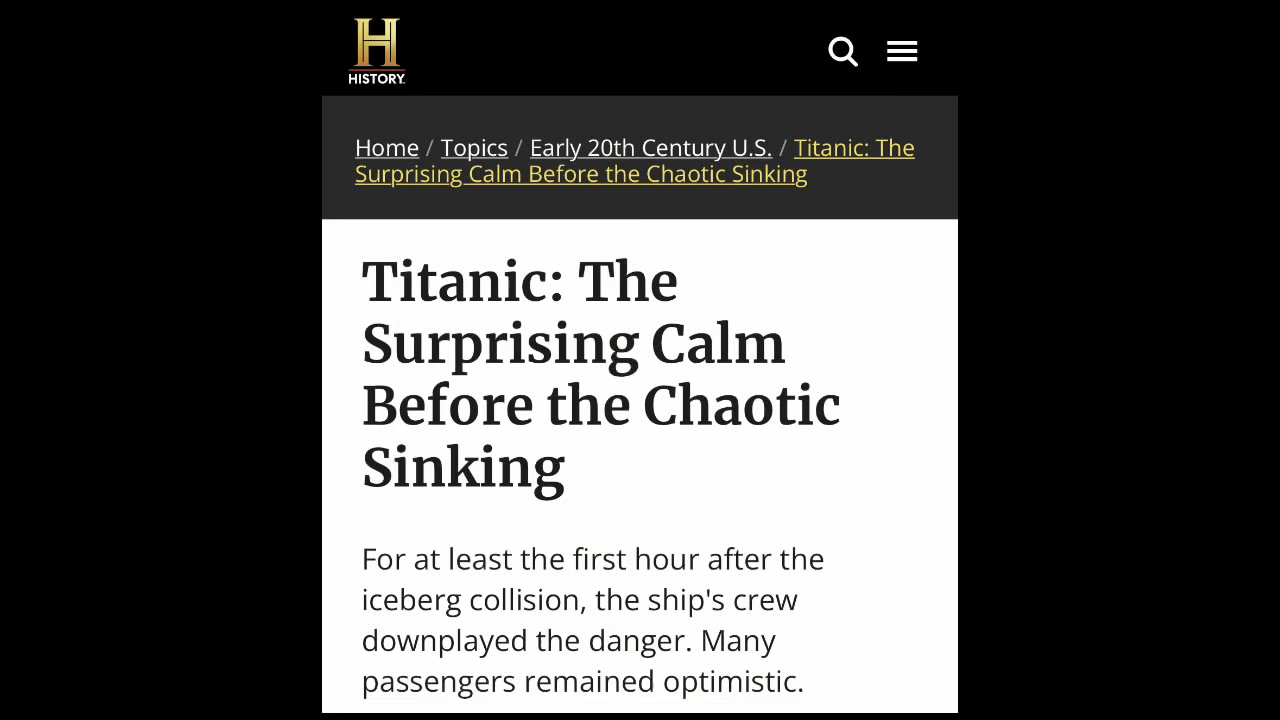 H
HISTORY
Home / Topics / Early 20th Century U.S. / Titanic: The
Surprising Calm Before the Chaotic Sinking
Titanic: The
Surprising Calm
Before the Chaotic
Sinking
For at least the first hour after the
iceberg collision, the ship's crew
downplayed the danger. Many
passengers remained optimistic.